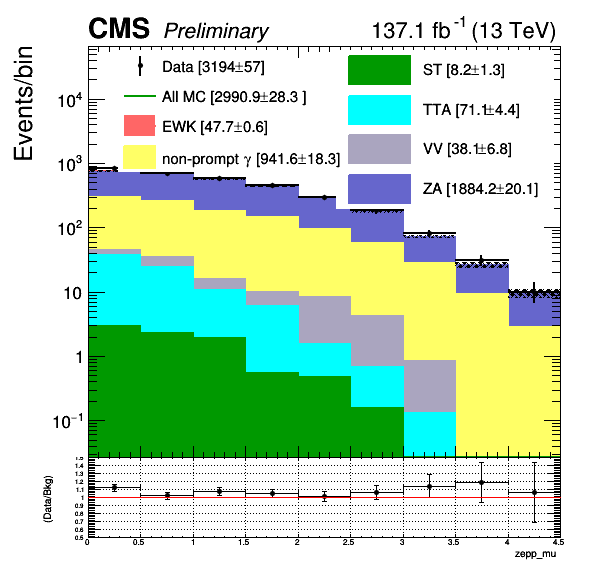 CMS Preliminary 137.1 fb⁻¹ (13 TeV)
Events/bin
Data [3194±57]
All MC [2990.9±28.3 ]
EWK [47.7±0.6]
non-prompt γ [941.6±18.3]
ST [8.2±1.3]
TTA [71.1±4.4]
VV [38.1±6.8]
ZA [1884.2±20.1]
10⁴
10³
10²
10
1
10⁻¹
(Data/Bkg)
1.5
1.4
1.3
1.2
1.1
1
0.9
0.8
0.7
0.6
0.5
0 0.5 1 1.5 2 2.5 3 3.5 4 4.5
zepp_mu